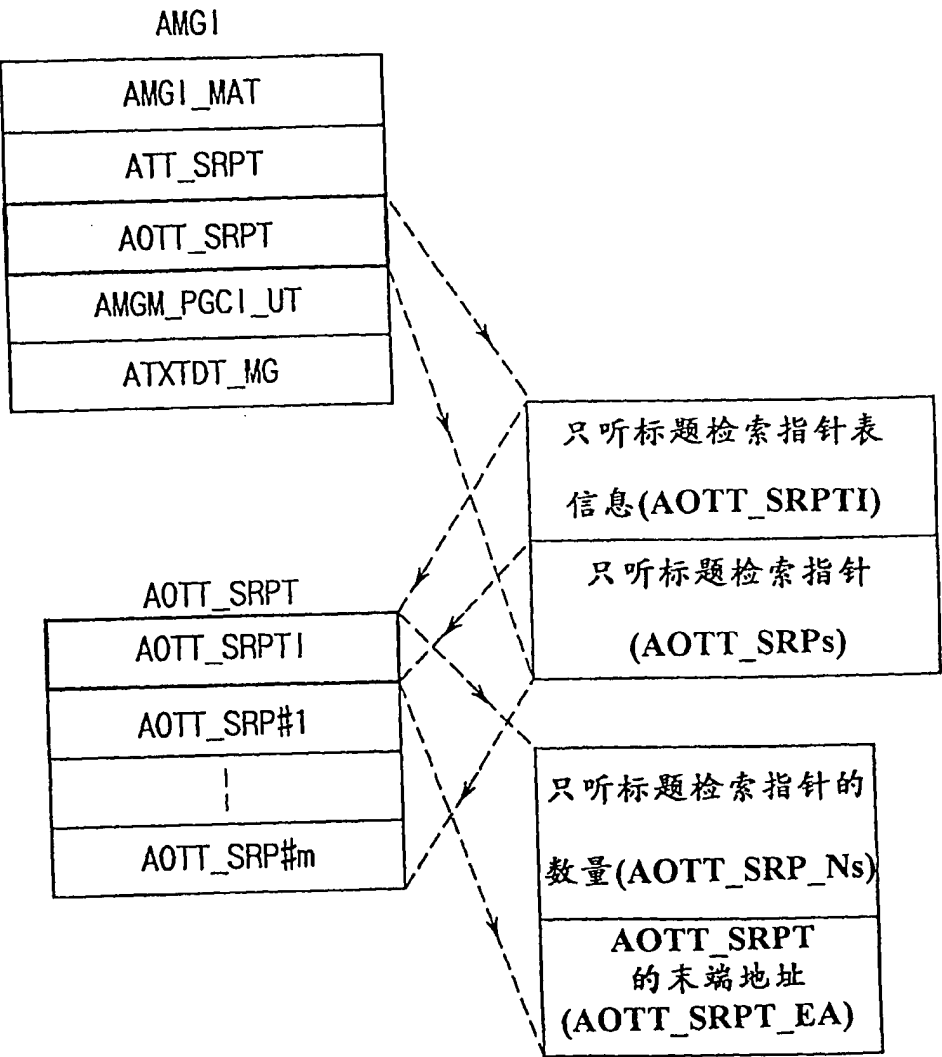 AMGI
AMGI_MAT
ATT_SRPT
AOTT_SRPT
AMGM_PGCI_UT
ATXTDT_MG
只听标题检索指针表
信息(AOTT_SRPTI)
只听标题检索指针
(AOTT_SRPs)
AOTT_SRPT
AOTT_SRPTI
AOTT_SRP#1
AOTT_SRP#m
只听标题检索指针的
数量(AOTT_SRP_Ns)
AOTT_SRPT
的末端地址
(AOTT_SRPT_EA)